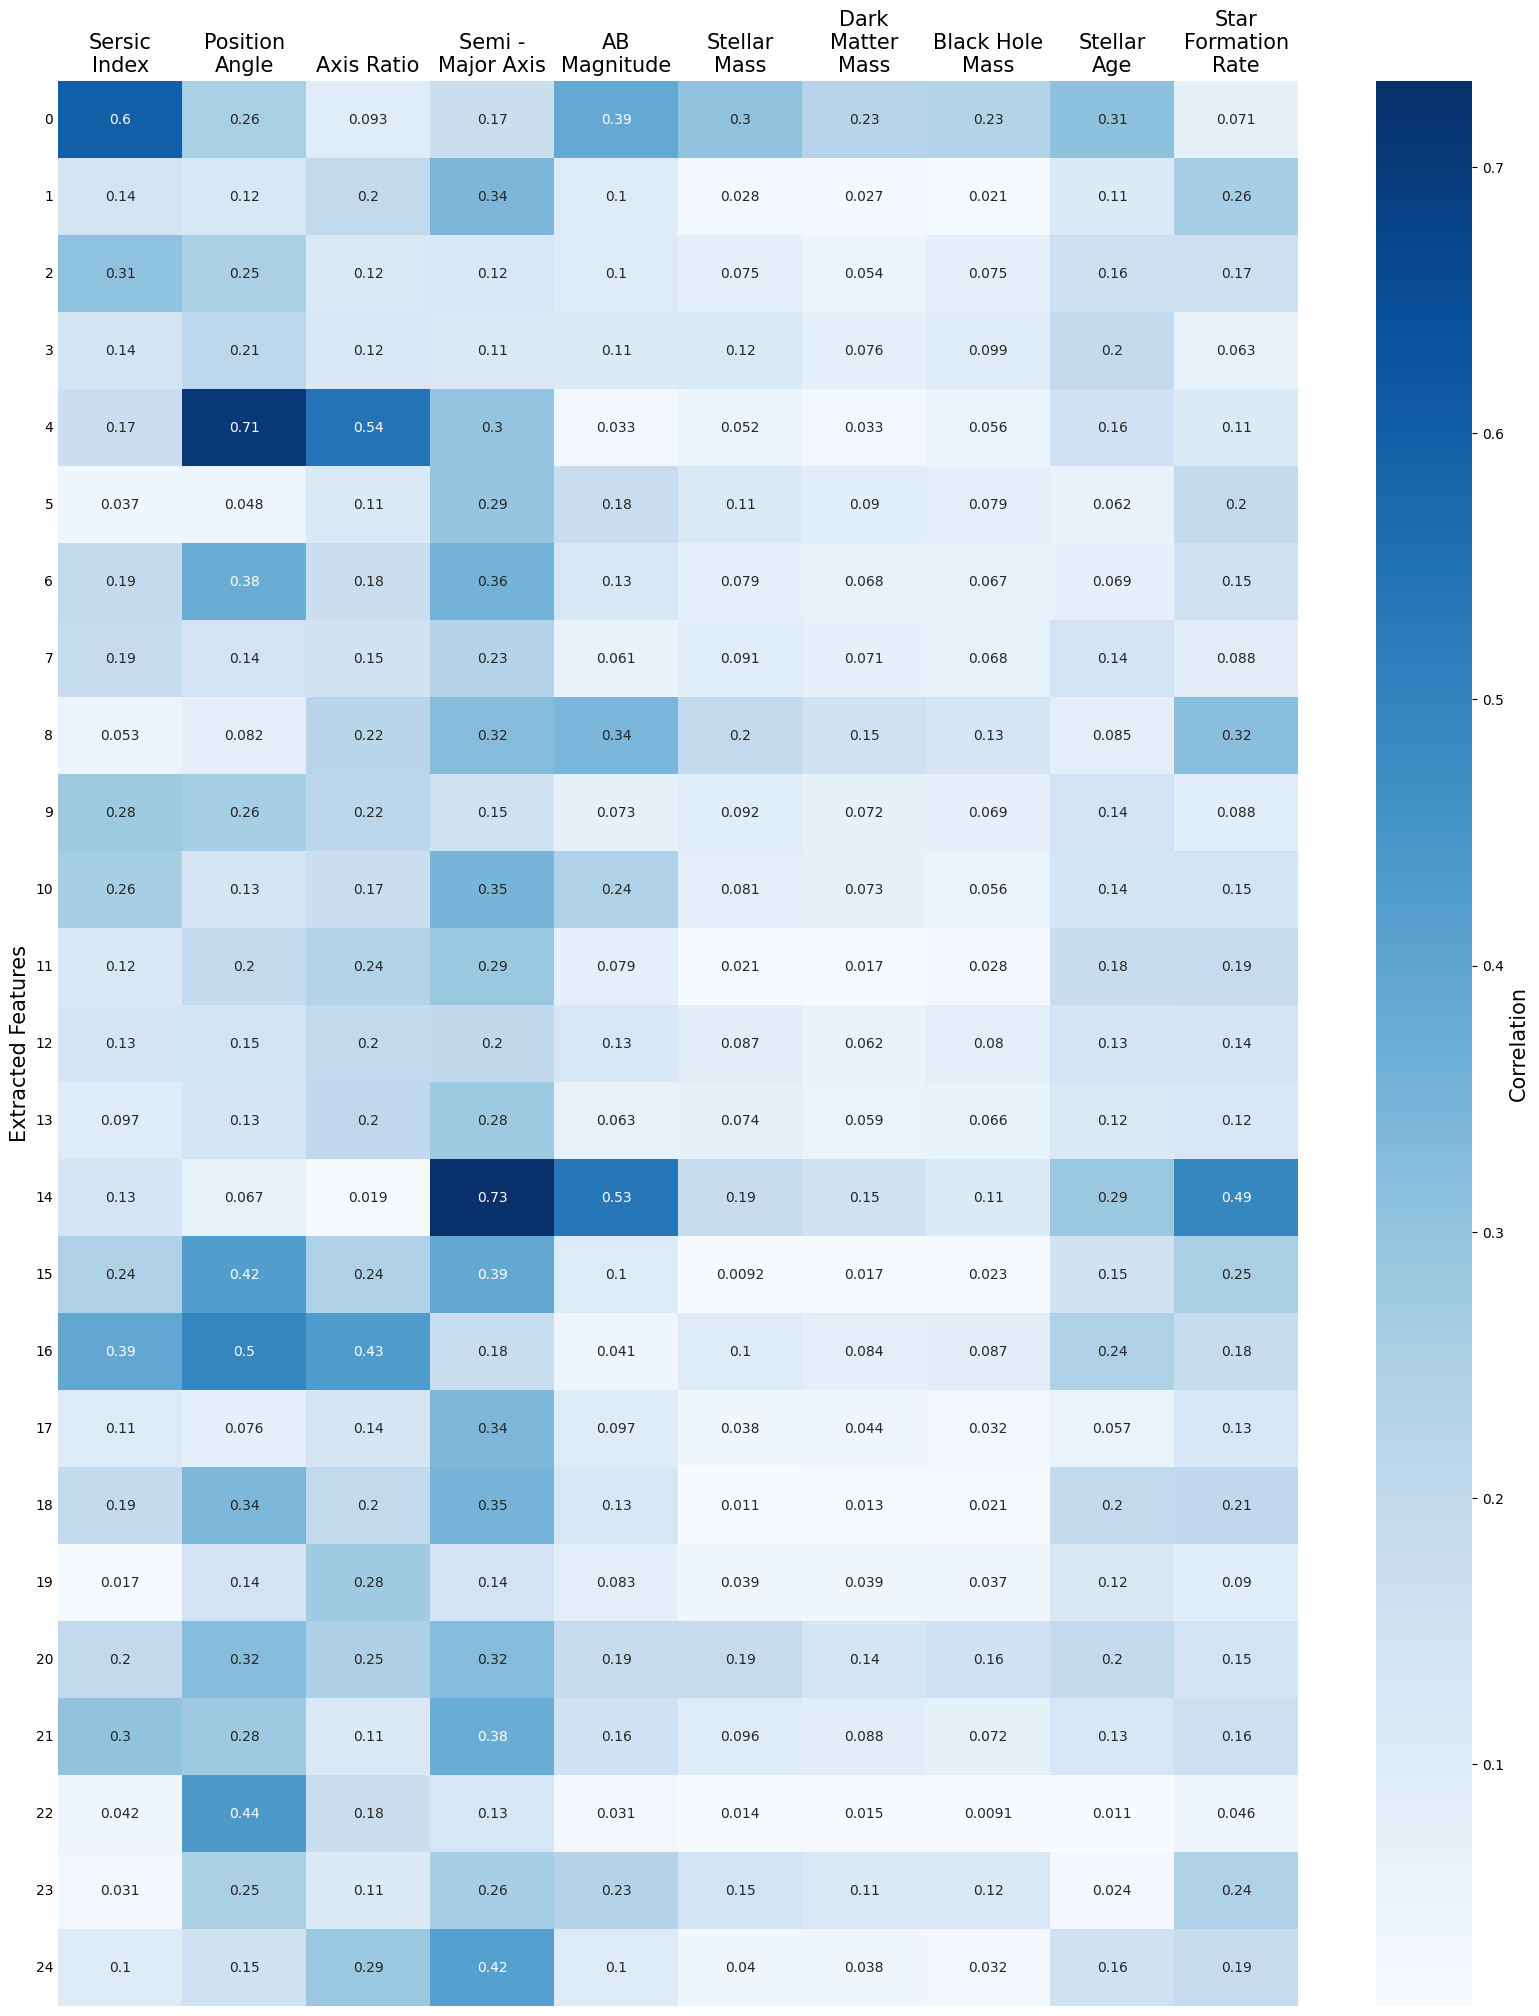 Sersic
Index
Position
Angle
Axis Ratio
Semi -
Major Axis
AB
Magnitude
Stellar
Mass
Dark
Matter
Mass
Black Hole
Mass
Stellar
Age
Star
Formation
Rate
0 0.6 0.26 0.093 0.17 0.39 0.3 0.23 0.23 0.31 0.071
1 0.14 0.12 0.2 0.34 0.1 0.028 0.027 0.021 0.11 0.26
2 0.31 0.25 0.12 0.12 0.1 0.075 0.054 0.075 0.16 0.17
3 0.14 0.21 0.12 0.11 0.11 0.12 0.076 0.099 0.2 0.063
4 0.17 0.71 0.54 0.3 0.033 0.052 0.033 0.056 0.16 0.11
5 0.037 0.048 0.11 0.29 0.18 0.11 0.09 0.079 0.062 0.2
6 0.19 0.38 0.18 0.36 0.13 0.079 0.068 0.067 0.069 0.15
7 0.19 0.14 0.15 0.23 0.061 0.091 0.071 0.068 0.14 0.088
8 0.053 0.082 0.22 0.32 0.34 0.2 0.15 0.13 0.085 0.32
9 0.28 0.26 0.22 0.15 0.073 0.092 0.072 0.069 0.14 0.088
10 0.26 0.13 0.17 0.35 0.24 0.081 0.073 0.056 0.14 0.15
11 0.12 0.2 0.24 0.29 0.079 0.021 0.017 0.028 0.18 0.19
12 0.13 0.15 0.2 0.2 0.13 0.087 0.062 0.08 0.13 0.14
13 0.097 0.13 0.2 0.28 0.063 0.074 0.059 0.066 0.12 0.12
14 0.13 0.067 0.019 0.73 0.53 0.19 0.15 0.11 0.29 0.49
15 0.24 0.42 0.24 0.39 0.1 0.0092 0.017 0.023 0.15 0.25
16 0.39 0.5 0.43 0.18 0.041 0.1 0.084 0.087 0.24 0.18
17 0.11 0.076 0.14 0.34 0.097 0.038 0.044 0.032 0.057 0.13
18 0.19 0.34 0.2 0.35 0.13 0.011 0.013 0.021 0.2 0.21
19 0.017 0.14 0.28 0.14 0.083 0.039 0.039 0.037 0.12 0.09
20 0.2 0.32 0.25 0.32 0.19 0.19 0.14 0.16 0.2 0.15
21 0.3 0.28 0.11 0.38 0.16 0.096 0.088 0.072 0.13 0.16
22 0.042 0.44 0.18 0.13 0.031 0.014 0.015 0.0091 0.011 0.046
23 0.031 0.25 0.11 0.26 0.23 0.15 0.11 0.12 0.024 0.24
24 0.1 0.15 0.29 0.42 0.1 0.04 0.038 0.032 0.16 0.19
Extracted Features
0.7
0.6
0.5
0.4
0.3
0.2
0.1
Correlation